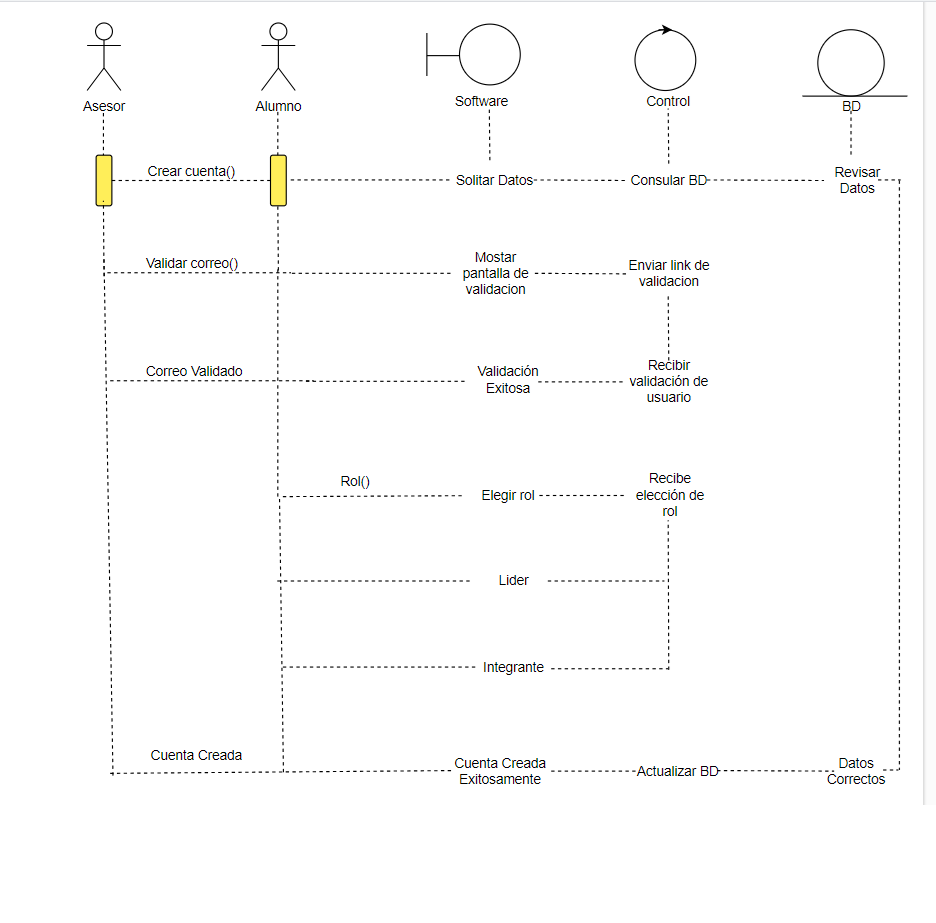 Asesor
Alumno
Software
Control
BD
Crear cuenta()
Solitar Datos
Consular BD
Revisar
Datos
Validar correo()
Mostar
pantalla de
validacion
Enviar link de
validacion
Correo Validado
Validación
Exitosa
Recibir
validación de
usuario
Rol()
Elegir rol
Recibe
elección de
rol
Lider
Integrante
Cuenta Creada
Cuenta Creada
Exitosamente
Actualizar BD
Datos
Correctos